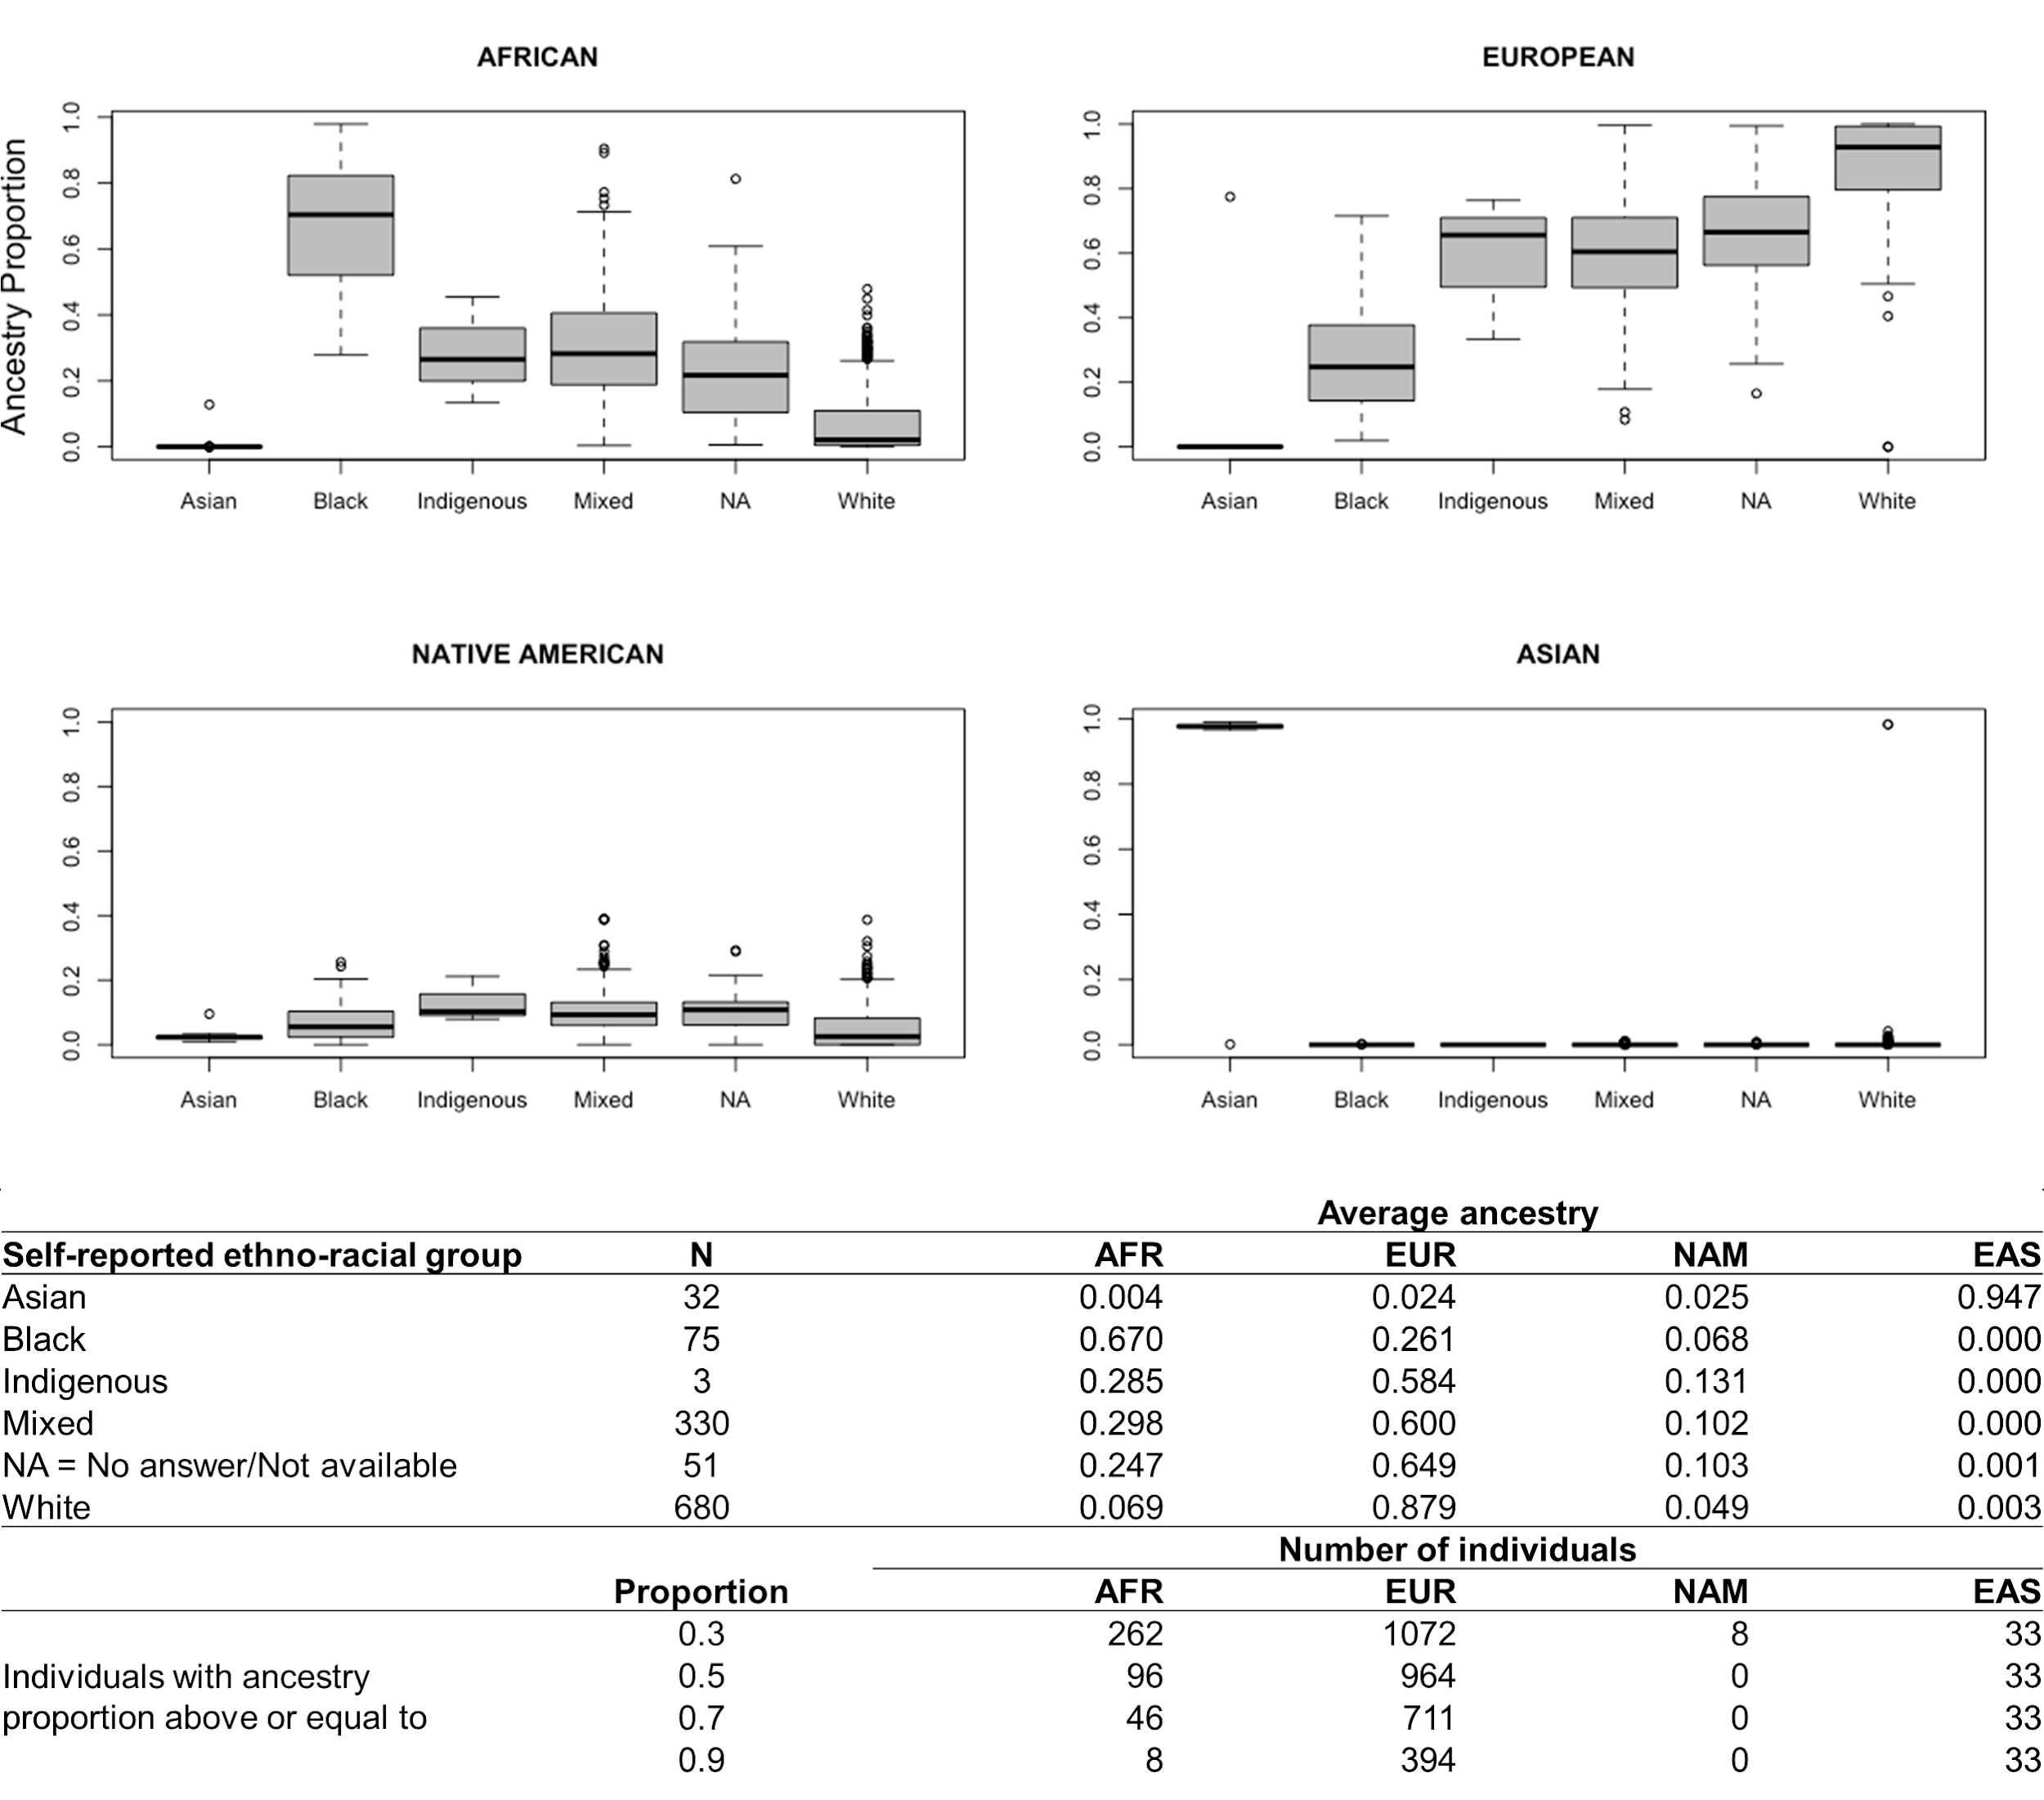 AFRICAN
Ancestry Proportion
1.0
0.8
0.6
0.4
0.2
0.0
Asian Black Indigenous Mixed NA White
EUROPEAN
1.0
0.8
0.6
0.4
0.2
0.0
Asian Black Indigenous Mixed NA White
NATIVE AMERICAN
1.0
0.8
0.6
0.4
0.2
0.0
Asian Black Indigenous Mixed NA White
ASIAN
1.0
0.8
0.6
0.4
0.2
0.0
Asian Black Indigenous Mixed NA White
Average ancestry
Self-reported ethno-racial group N AFR EUR NAM EAS
Asian 32 0.004 0.024 0.025 0.947
Black 75 0.670 0.261 0.068 0.000
Indigenous 3 0.285 0.584 0.131 0.000
Mixed 330 0.298 0.600 0.102 0.000
NA = No answer/Not available 51 0.247 0.649 0.103 0.001
White 680 0.069 0.879 0.049 0.003
Number of individuals
Proportion AFR EUR NAM EAS
0.3 262 1072 8 33
Individuals with ancestry 0.5 96 964 0 33
proportion above or equal to 0.7 46 711 0 33
0.9 8 394 0 33